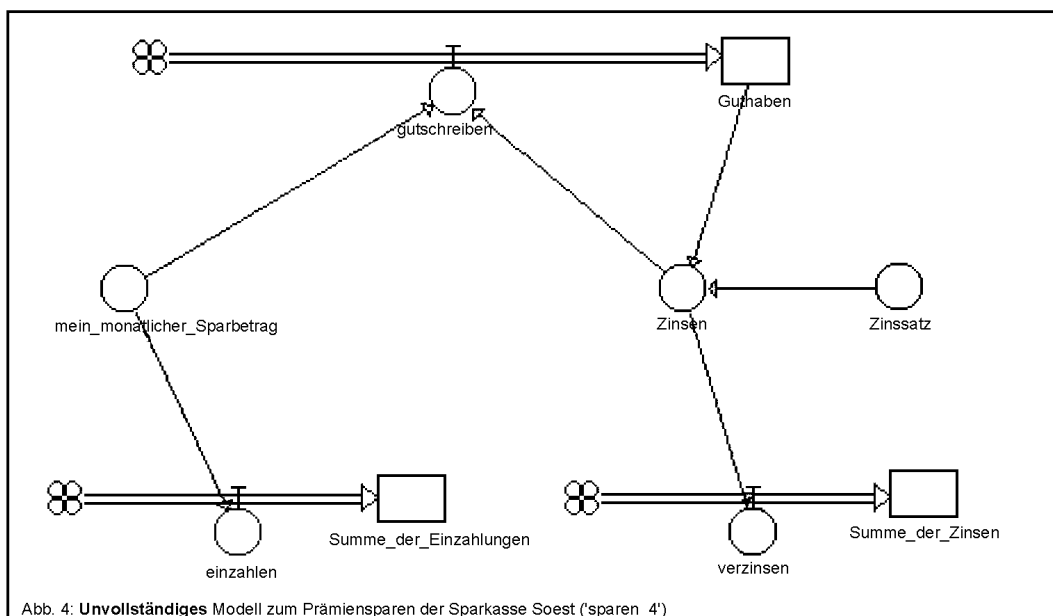 Guthaben
gutschreiben
mein_monatlicher_Sparbetrag
Zinsen
Zinssatz
Summe_der_Einzahlungen
Summe_der_Zinsen
einzahlen
verzinsen
Abb. 4: Unvollständiges Modell zum Prämiensparen der Sparkasse Soest ('sparen_4')